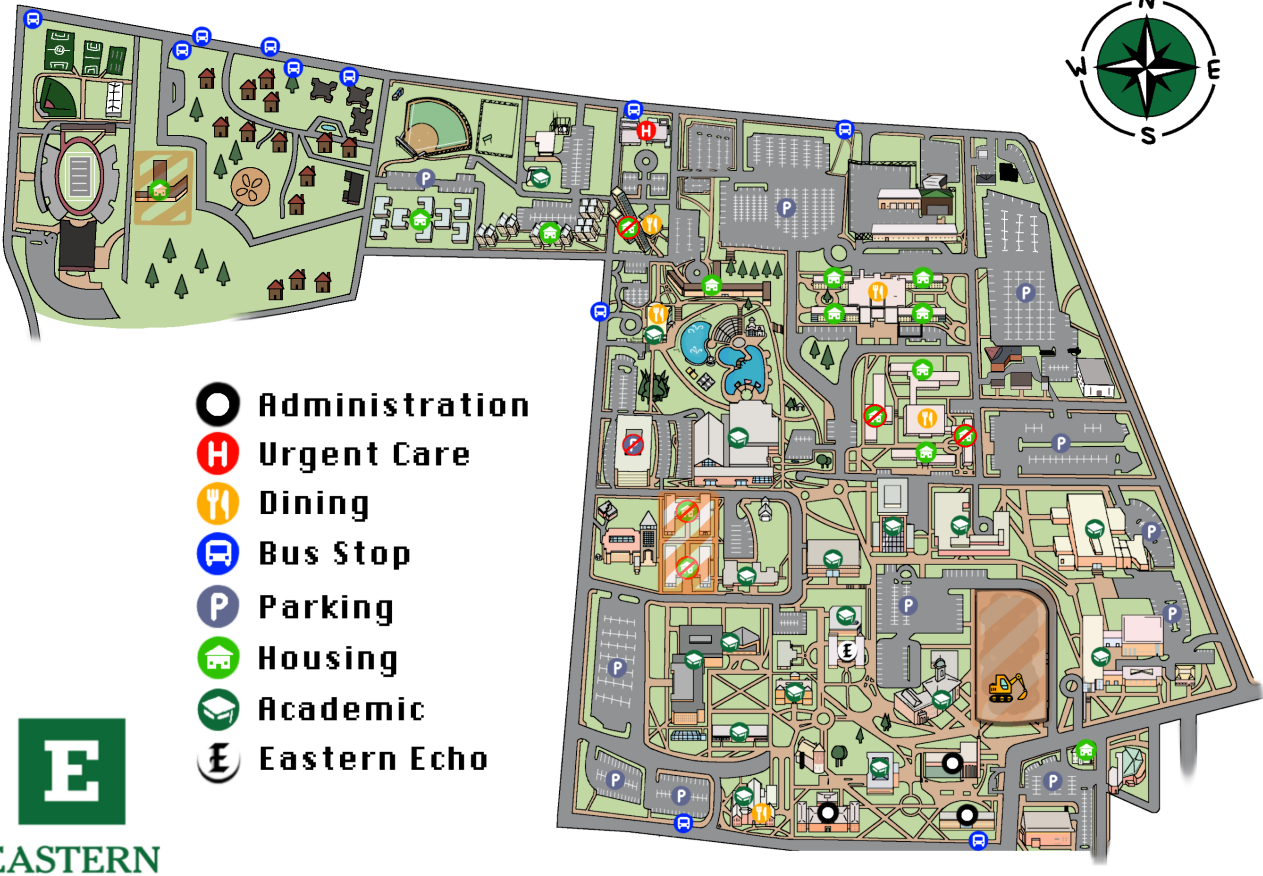 N
W E
S
Administration
H Urgent Care
Dining
Bus Stop
P Parking
Housing
Academic
E Eastern Echo
E
EASTERN